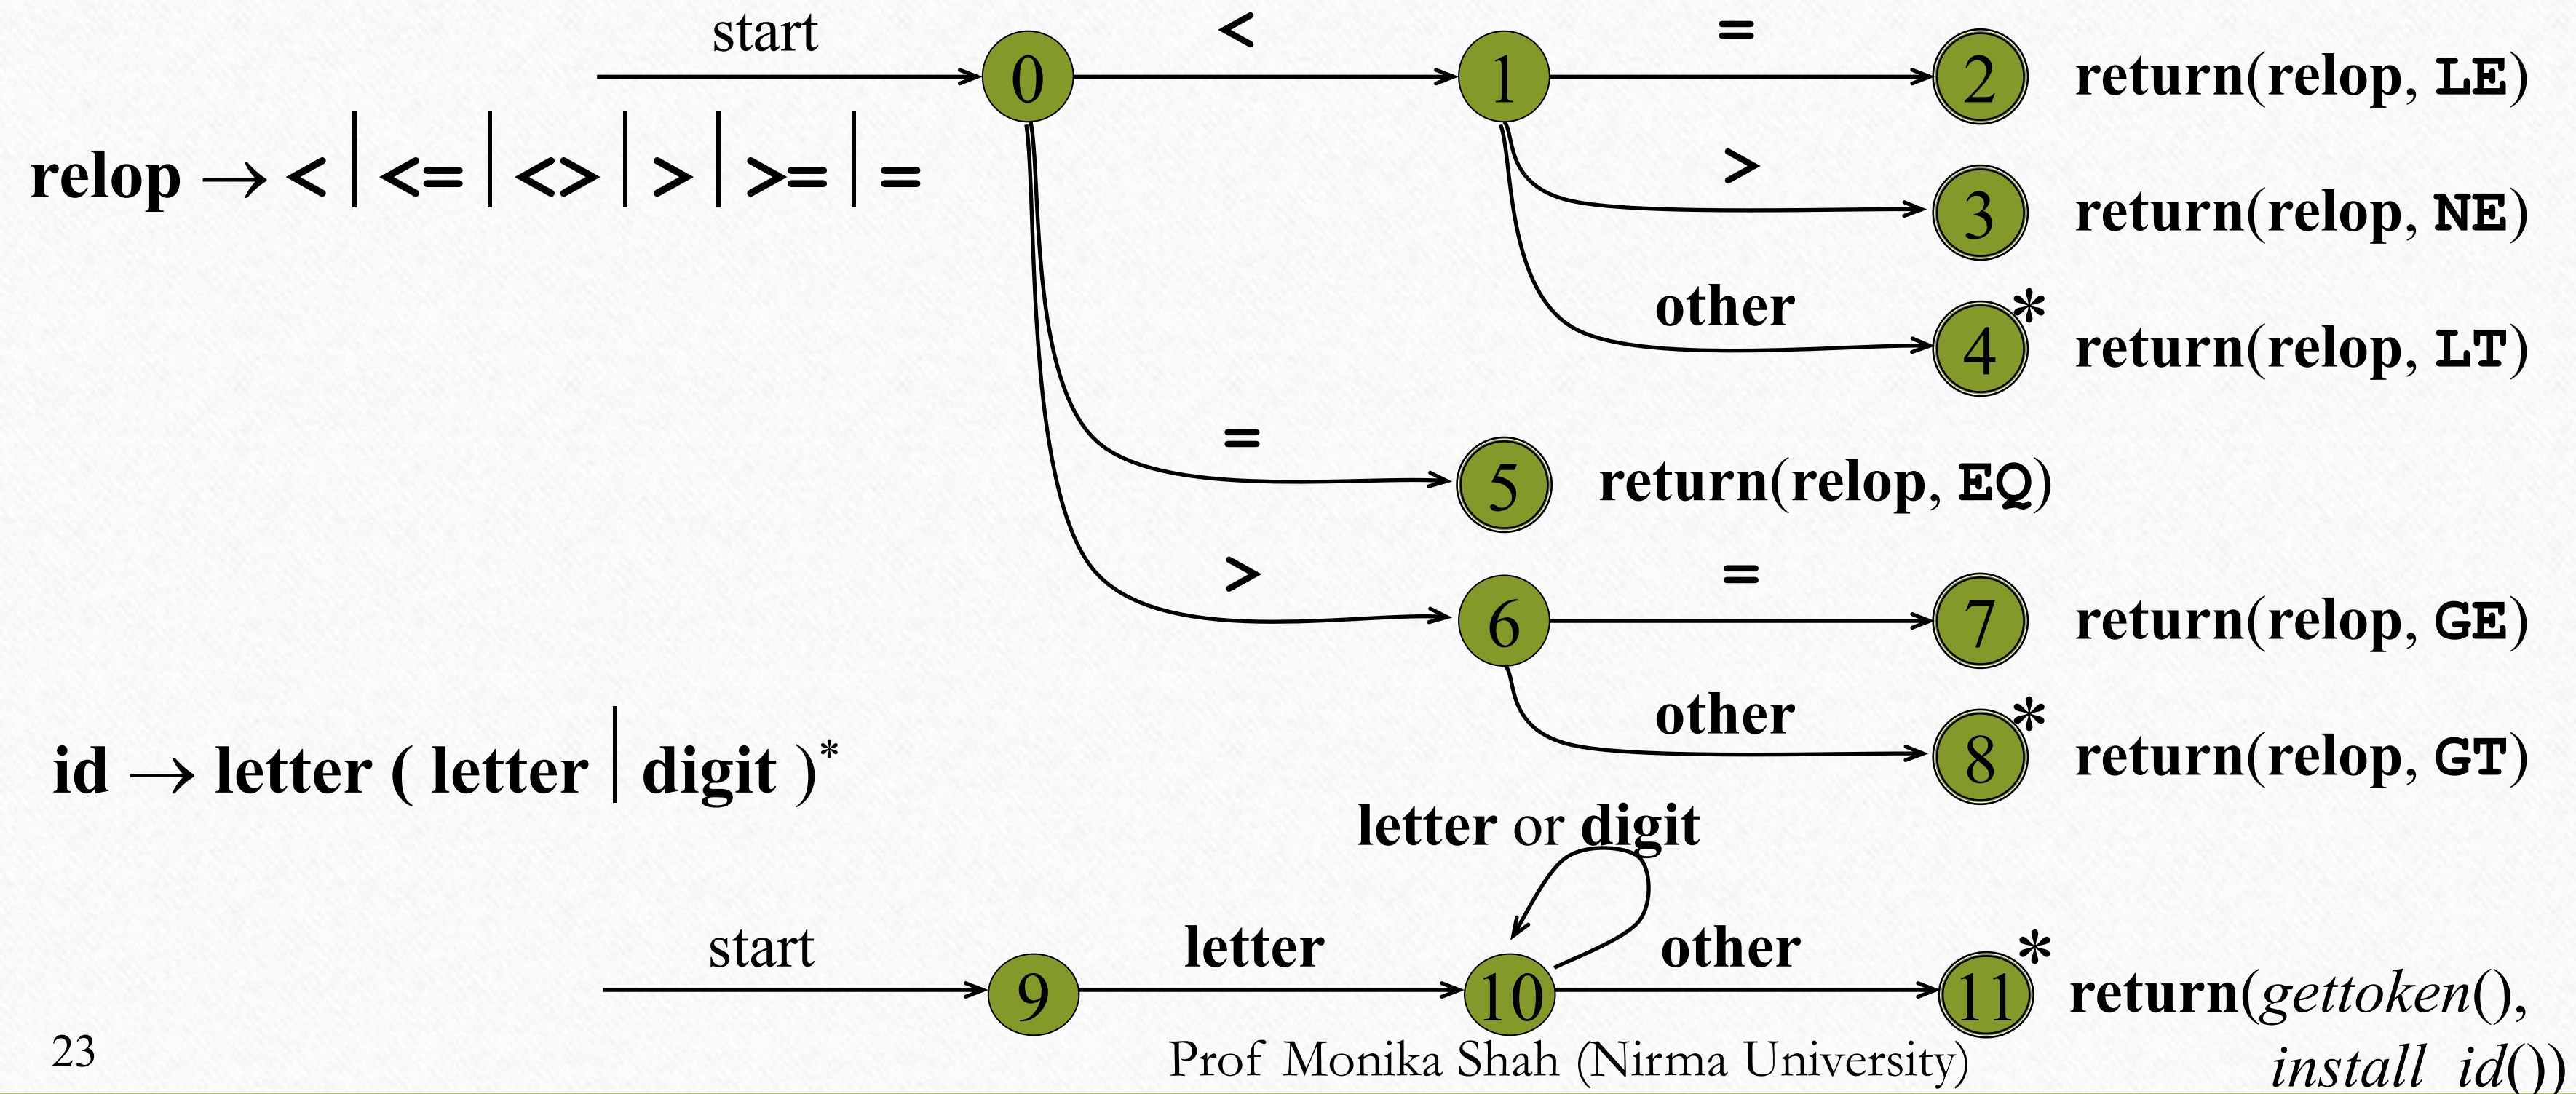 start
<
=
0
1
2
return(relop, LE)
relop → < | <= | <> | > | >= | =
>
3
return(relop, NE)
other
4
*
return(relop, LT)
=
5
return(relop, EQ)
>
=
6
7
return(relop, GE)
other
8
*
return(relop, GT)
id → letter ( letter | digit )*
letter or digit
start
letter
other
9
10
11
*
return(gettoken(),
install_id())
23
Prof Monika Shah (Nirma University)